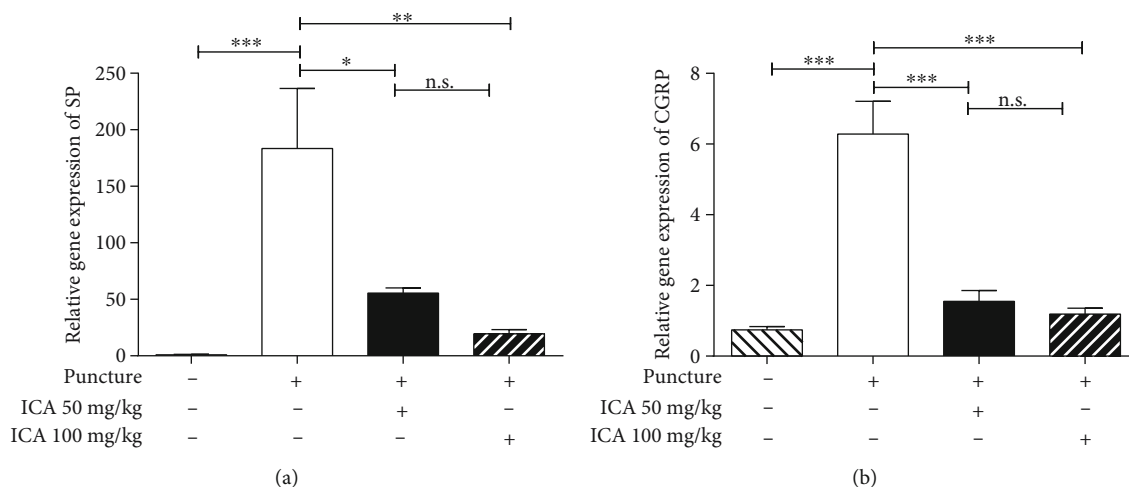 **
***
*
n.s.
250
200
150
100
50
0
Relative gene expression of SP
Puncture – + + +
ICA 50 mg/kg – – + –
ICA 100 mg/kg – – – +
(a)
***
***
***
n.s.
8
6
4
2
0
Relative gene expression of CGRP
Puncture – + + +
ICA 50 mg/kg – – + –
ICA 100 mg/kg – – – +
(b)